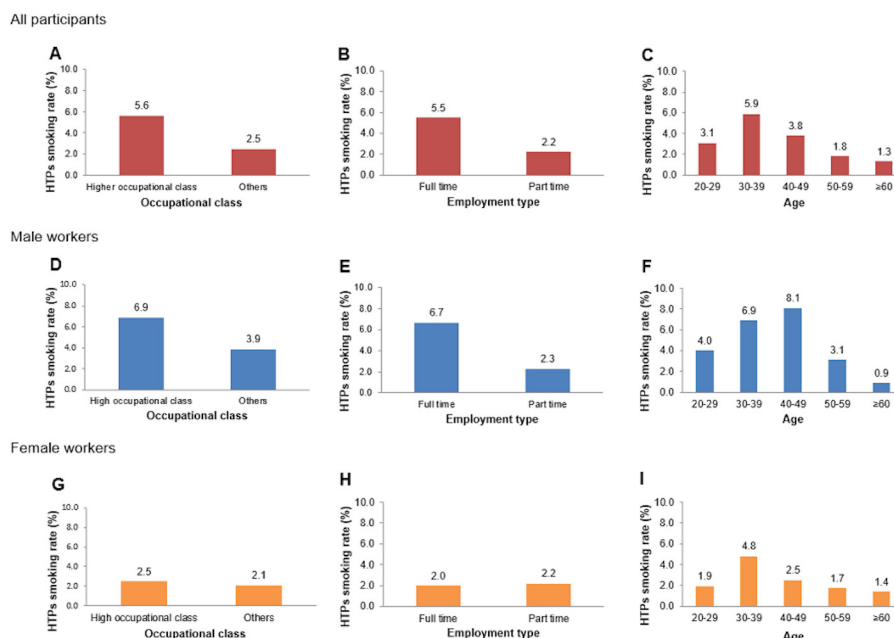 All participants
A
HTPs smoking rate (%)
10.0
8.0
6.0
4.0
2.0
0.0
5.6
2.5
Higher occupational class
Others
Occupational class
B
HTPs smoking rate (%)
10.0
8.0
6.0
4.0
2.0
0.0
5.5
2.2
Full time
Part time
Employment type
C
HTPs smoking rate (%)
10.0
8.0
6.0
4.0
2.0
0.0
3.1
5.9
3.8
1.8
1.3
20-29
30-39
40-49
50-59
≥60
Age
Male workers
D
HTPs smoking rate (%)
10.0
8.0
6.0
4.0
2.0
0.0
6.9
3.9
High occupational class
Others
Occupational class
E
HTPs smoking rate (%)
10.0
8.0
6.0
4.0
2.0
0.0
6.7
2.3
Full time
Part time
Employment type
F
HTPs smoking rate (%)
10.0
8.0
6.0
4.0
2.0
0.0
4.0
6.9
8.1
3.1
0.9
20-29
30-39
40-49
50-59
≥60
Age
Female workers
G
HTPs smoking rate (%)
10.0
8.0
6.0
4.0
2.0
0.0
2.5
2.1
High occupational class
Others
Occupational class
H
HTPs smoking rate (%)
10.0
8.0
6.0
4.0
2.0
0.0
2.0
2.2
Full time
Part time
Employment type
I
HTPs smoking rate (%)
10.0
8.0
6.0
4.0
2.0
0.0
1.9
4.8
2.5
1.7
1.4
20-29
30-39
40-49
50-59
≥60
Age